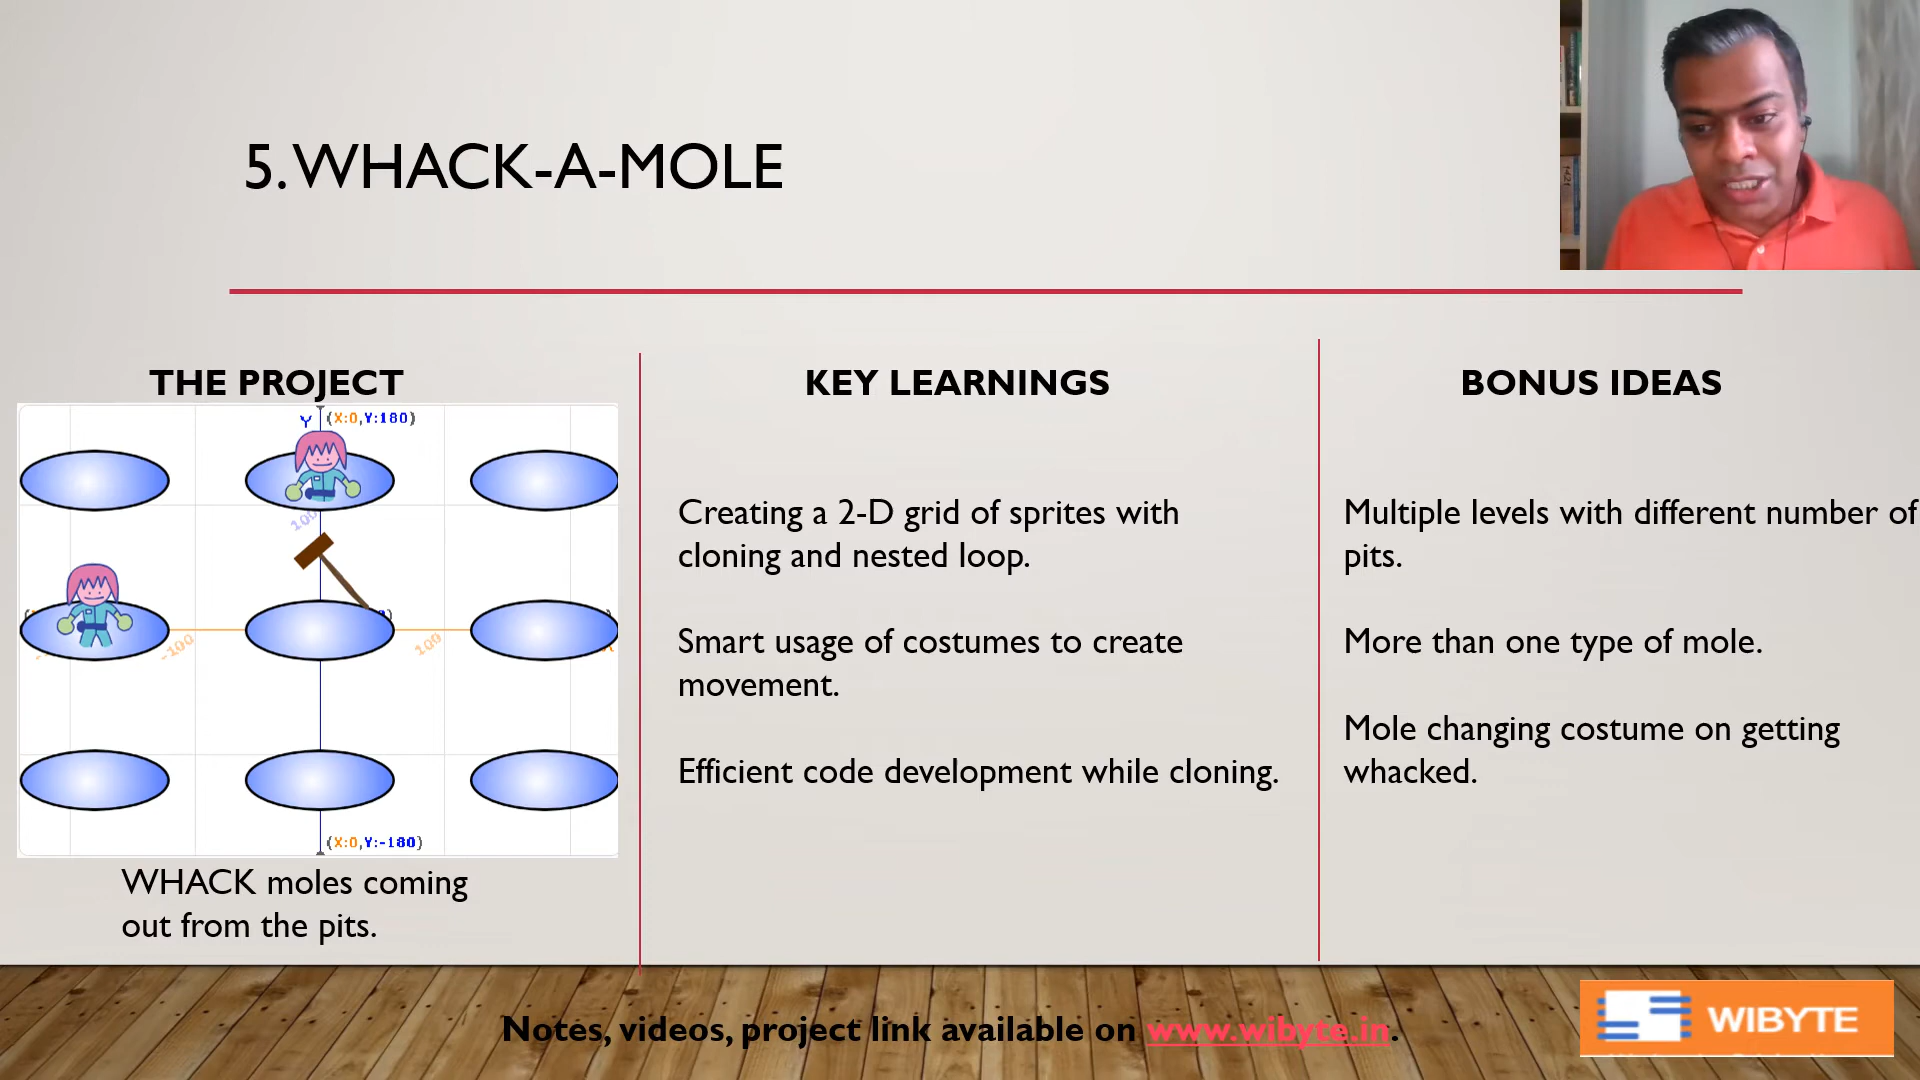 5. WHACK-A-MOLE
THE PROJECT
Y (X:0,Y:180)
100
-100
100
(X:0,Y:-180)
WHACK moles coming
out from the pits.
KEY LEARNINGS
Creating a 2-D grid of sprites with
cloning and nested loop.
Smart usage of costumes to create
movement.
Efficient code development while cloning.
BONUS IDEAS
Multiple levels with different number of
pits.
More than one type of mole.
Mole changing costume on getting
whacked.
Notes, videos, project link available on www.wibyte.in.
WIBYTE